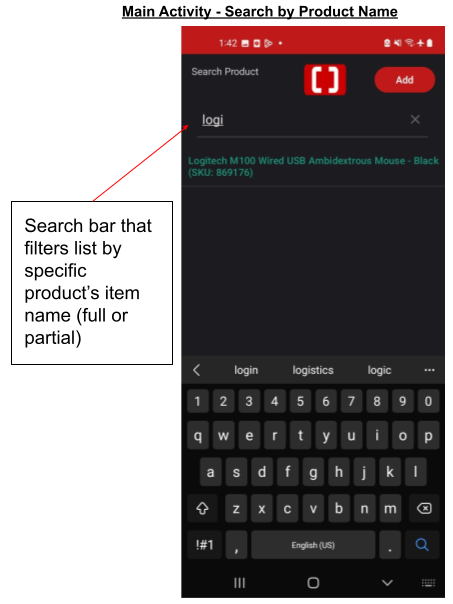 Main Activity - Search by Product Name
1:42
Search Product
Add
logi
Logitech M100 Wired USB Ambidextrous Mouse - Black
(SKU: 869176)
Search bar that
filters list by
specific
product's item
name (full or
partial)
login logistics logic
1 2 3 4 5 6 7 8 9 0
q w e r t y u i o p
a s d f g h j k l
z x c v b n m
!#1 , English (US) .